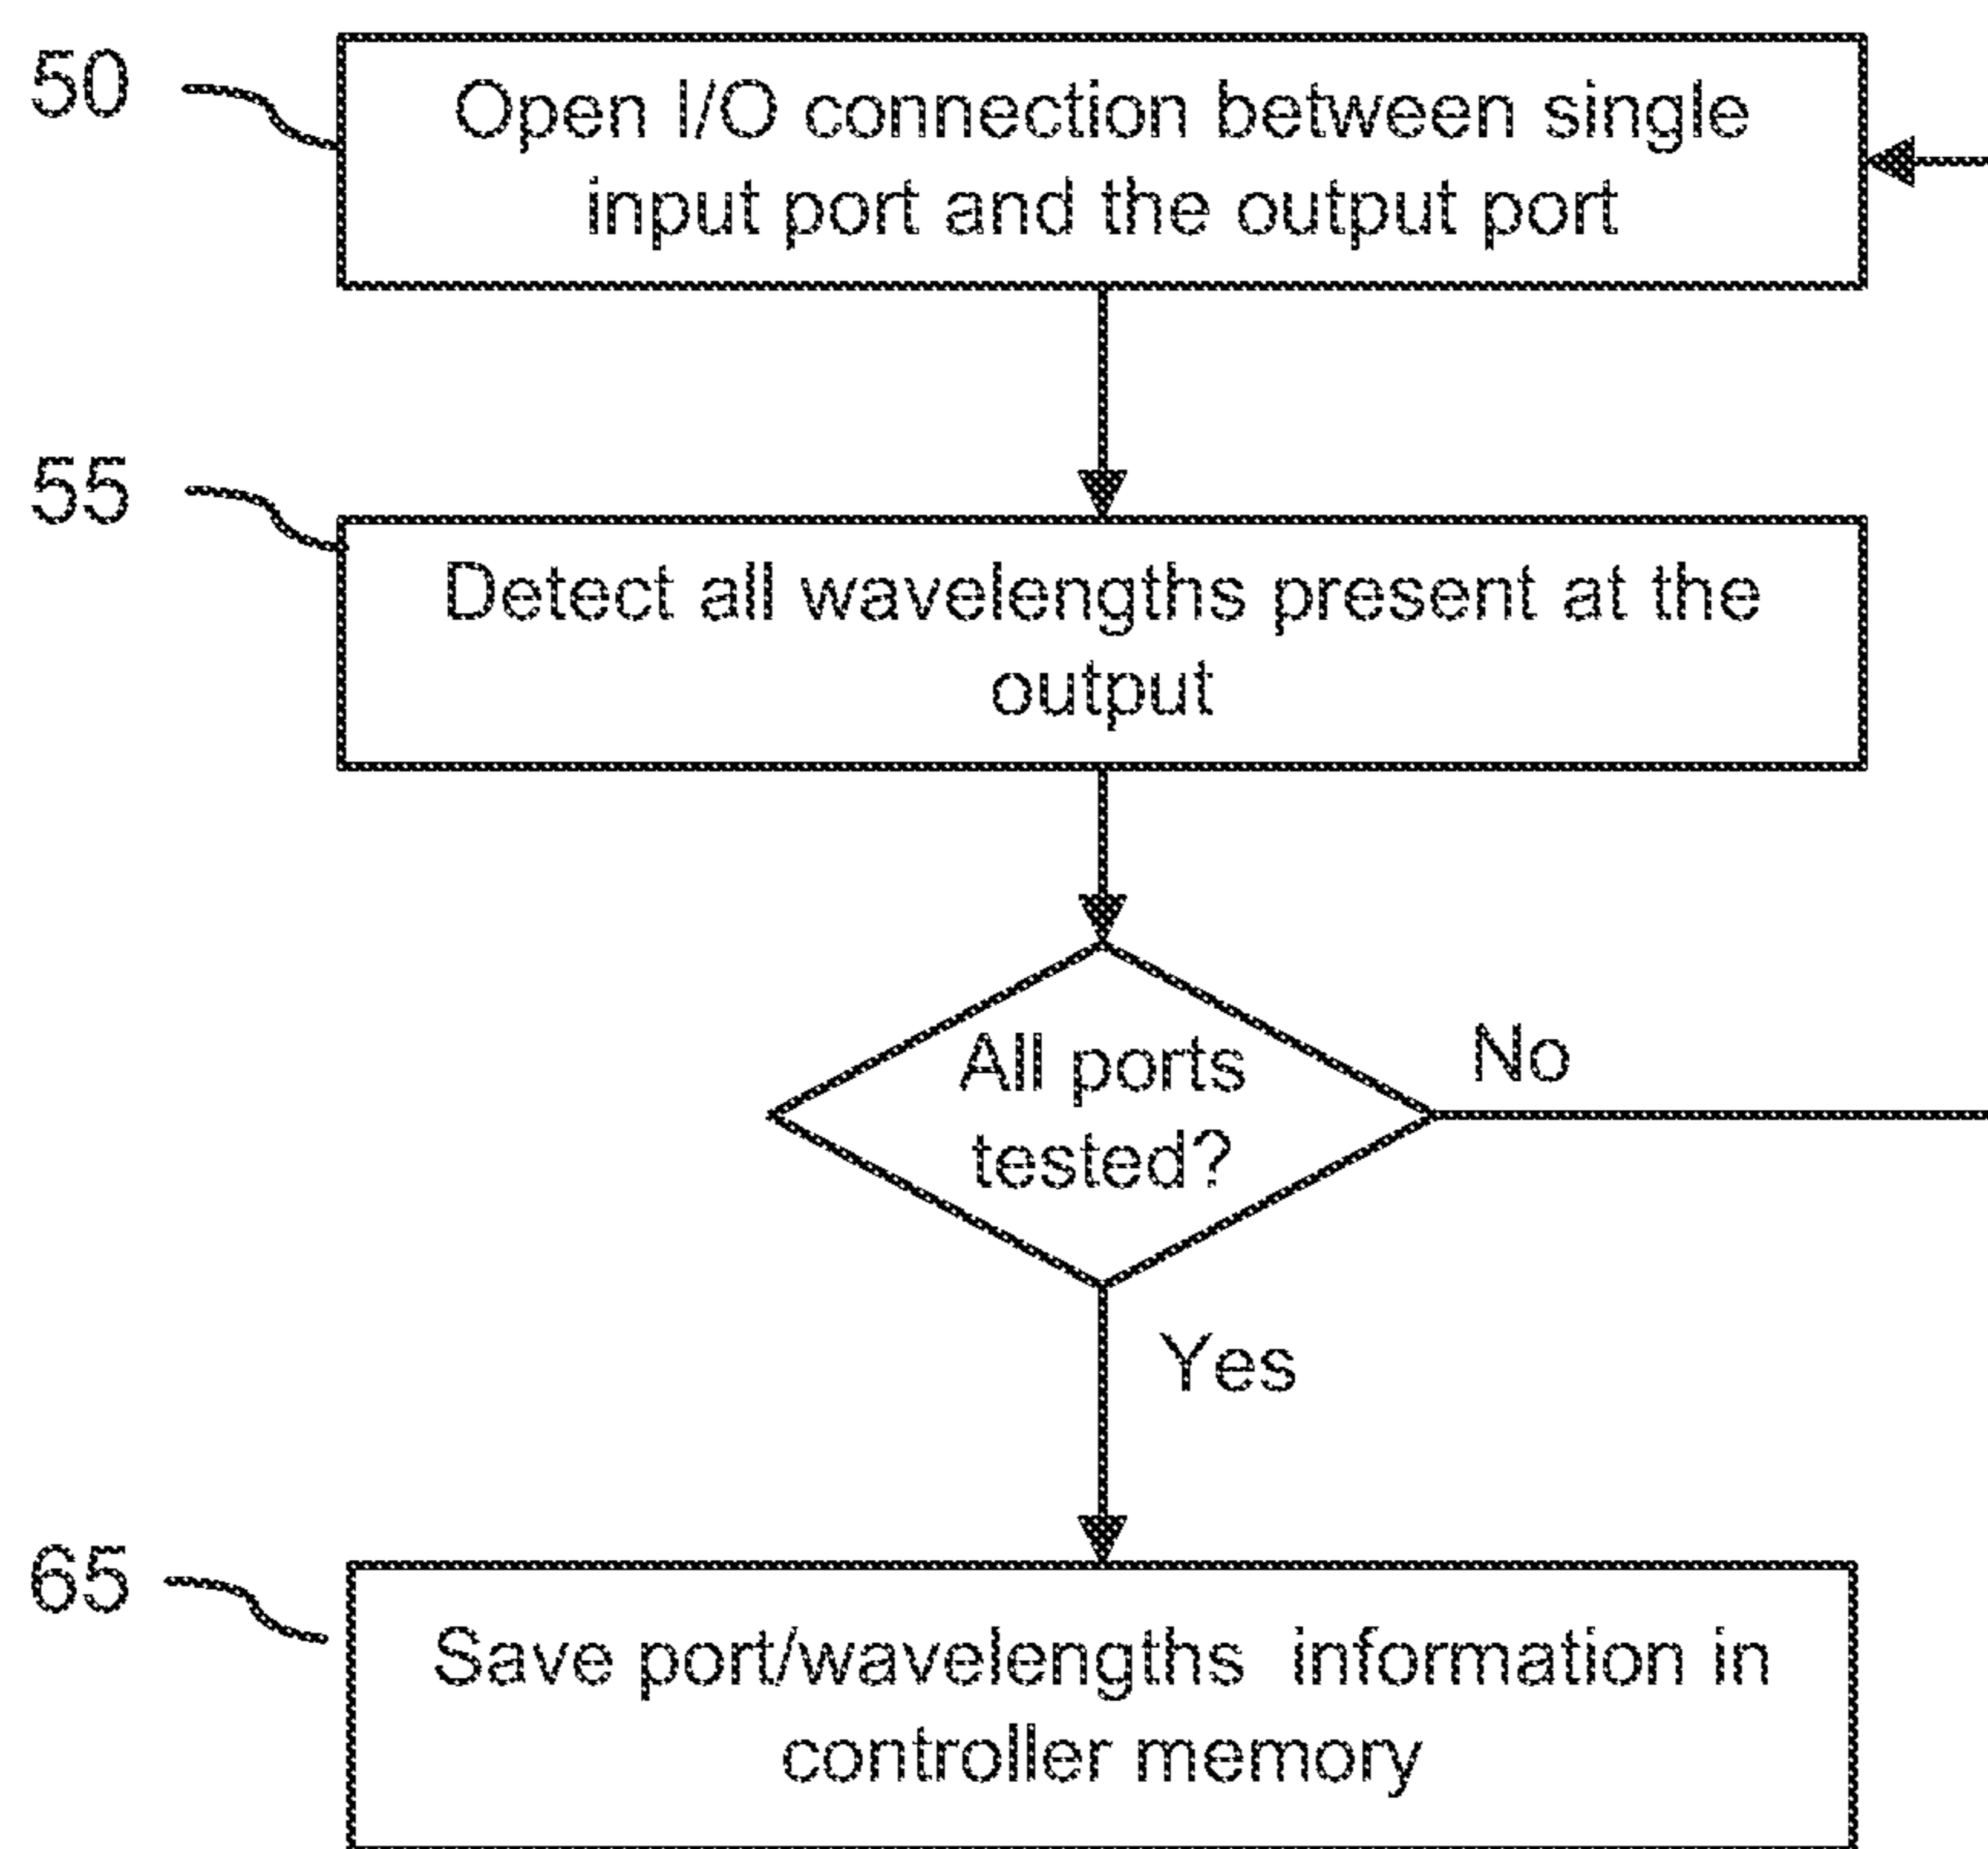 50
Open I/O connection between single
input port and the output port
55
Detect all wavelengths present at the
output
All ports
tested?
No
Yes
65
Save port/wavelengths information in
controller memory